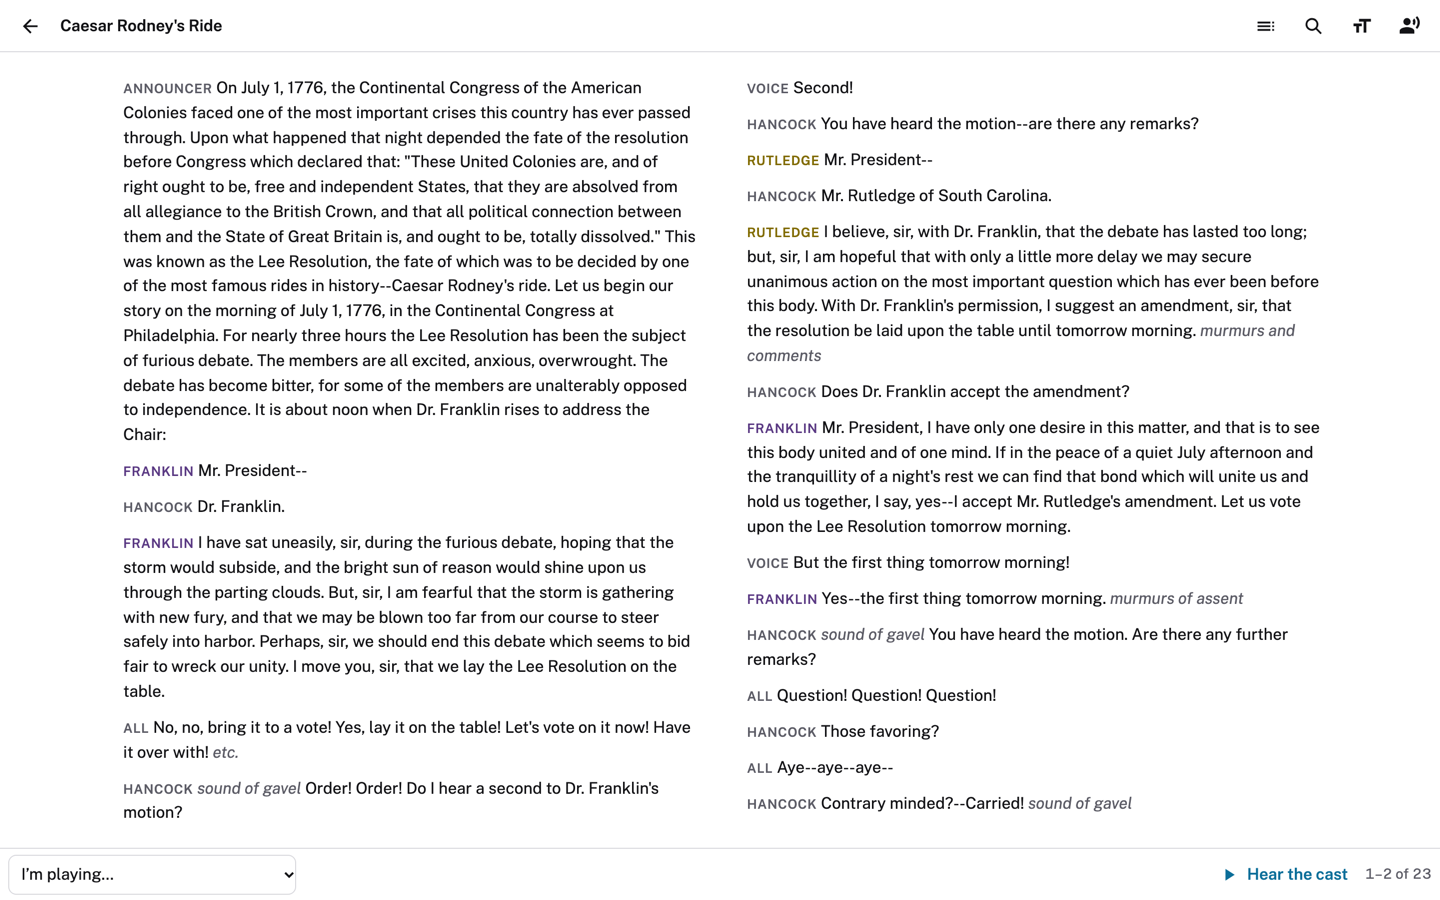 Caesar Rodney's Ride
ANNOUNCER On July 1, 1776, the Continental Congress of the American
Colonies faced one of the most important crises this country has ever passed
through. Upon what happened that night depended the fate of the resolution
before Congress which declared that: "These United Colonies are, and of
right ought to be, free and independent States, that they are absolved from
all allegiance to the British Crown, and that all political connection between
them and the State of Great Britain is, and ought to be, totally dissolved." This
was known as the Lee Resolution, the fate of which was to be decided by one
of the most famous rides in history--Caesar Rodney's ride. Let us begin our
story on the morning of July 1, 1776, in the Continental Congress at
Philadelphia. For nearly three hours the Lee Resolution has been the subject
of furious debate. The members are all excited, anxious, overwrought. The
debate has become bitter, for some of the members are unalterably opposed
to independence. It is about noon when Dr. Franklin rises to address the
Chair:
FRANKLIN Mr. President--
HANCOCK Dr. Franklin.
FRANKLIN I have sat uneasily, sir, during the furious debate, hoping that the
storm would subside, and the bright sun of reason would shine upon us
through the parting clouds. But, sir, I am fearful that the storm is gathering
with new fury, and that we may be blown too far from our course to steer
safely into harbor. Perhaps, sir, we should end this debate which seems to bid
fair to wreck our unity. I move you, sir, that we lay the Lee Resolution on the
table.
ALL No, no, bring it to a vote! Yes, lay it on the table! Let's vote on it now! Have
it over with! etc.
HANCOCK sound of gavel Order! Order! Do I hear a second to Dr. Franklin's
motion?
VOICE Second!
HANCOCK You have heard the motion--are there any remarks?
RUTLEDGE Mr. President--
HANCOCK Mr. Rutledge of South Carolina.
RUTLEDGE I believe, sir, with Dr. Franklin, that the debate has lasted too long;
but, sir, I am hopeful that with only a little more delay we may secure
unanimous action on the most important question which has ever been before
this body. With Dr. Franklin's permission, I suggest an amendment, sir, that
the resolution be laid upon the table until tomorrow morning. murmurs and
comments
HANCOCK Does Dr. Franklin accept the amendment?
FRANKLIN Mr. President, I have only one desire in this matter, and that is to see
this body united and of one mind. If in the peace of a quiet July afternoon and
the tranquillity of a night's rest we can find that bond which will unite us and
hold us together, I say, yes--I accept Mr. Rutledge's amendment. Let us vote
upon the Lee Resolution tomorrow morning.
VOICE But the first thing tomorrow morning!
FRANKLIN Yes--the first thing tomorrow morning. murmurs of assent
HANCOCK sound of gavel You have heard the motion. Are there any further
remarks?
ALL Question! Question! Question!
HANCOCK Those favoring?
ALL Aye--aye--aye--
HANCOCK Contrary minded?--Carried! sound of gavel
I'm playing...
Hear the cast
1–2 of 23